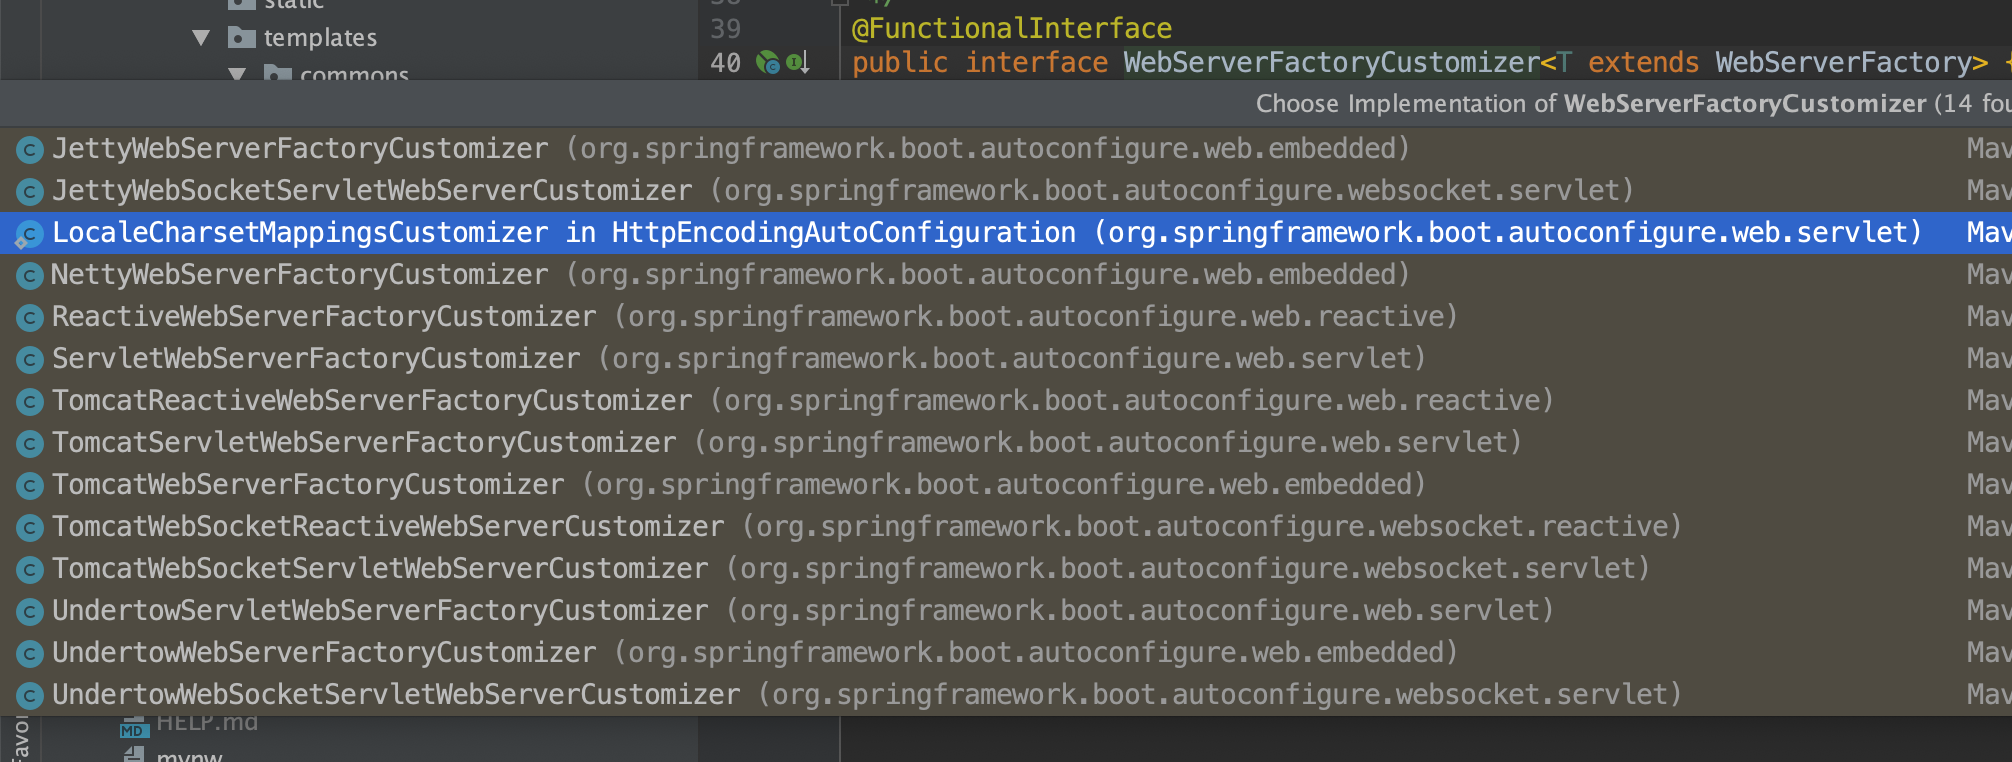 static
templates
commons
38 */
39 @FunctionalInterface
40 public interface WebServerFactoryCustomizer<T extends WebServerFactory> {
Choose Implementation of WebServerFactoryCustomizer (14 fou
JettyWebServerFactoryCustomizer (org.springframework.boot.autoconfigure.web.embedded) Mav
JettyWebSocketServletWebServerCustomizer (org.springframework.boot.autoconfigure.websocket.servlet) Mav
LocaleCharsetMappingsCustomizer in HttpEncodingAutoConfiguration (org.springframework.boot.autoconfigure.web.servlet) Mav
NettyWebServerFactoryCustomizer (org.springframework.boot.autoconfigure.web.embedded) Mav
ReactiveWebServerFactoryCustomizer (org.springframework.boot.autoconfigure.web.reactive) Mav
ServletWebServerFactoryCustomizer (org.springframework.boot.autoconfigure.web.servlet) Mav
TomcatReactiveWebServerFactoryCustomizer (org.springframework.boot.autoconfigure.web.reactive) Mav
TomcatServletWebServerFactoryCustomizer (org.springframework.boot.autoconfigure.web.servlet) Mav
TomcatWebServerFactoryCustomizer (org.springframework.boot.autoconfigure.web.embedded) Mav
TomcatWebSocketReactiveWebServerCustomizer (org.springframework.boot.autoconfigure.websocket.reactive) Mav
TomcatWebSocketServletWebServerCustomizer (org.springframework.boot.autoconfigure.websocket.servlet) Mav
UndertowServletWebServerFactoryCustomizer (org.springframework.boot.autoconfigure.web.servlet) Mav
UndertowWebServerFactoryCustomizer (org.springframework.boot.autoconfigure.web.embedded) Mav
UndertowWebSocketServletWebServerCustomizer (org.springframework.boot.autoconfigure.websocket.servlet) Mav
HELP.md
Favor